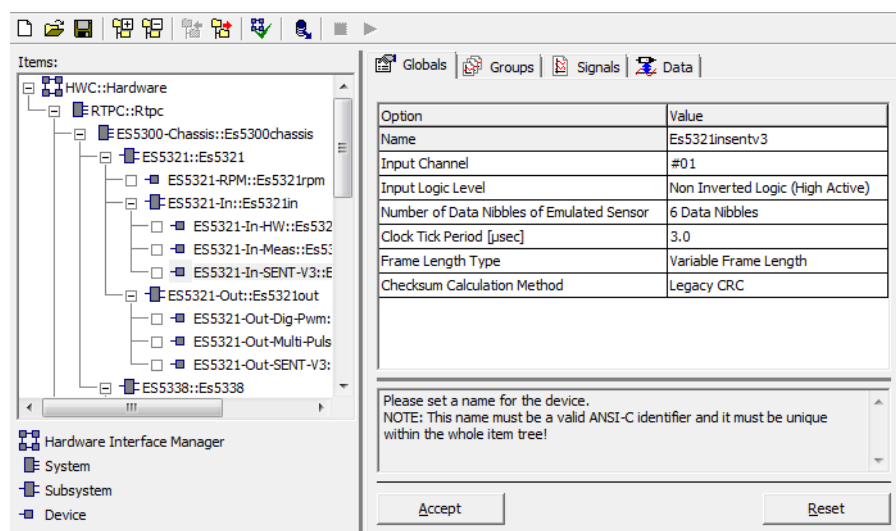 Items:
HWC::Hardware
RTPC::Rtpc
ES5300-Chassis::Es5300chassis
ES5321::Es5321
ES5321-RPM::Es5321rpm
ES5321-In::Es5321in
ES5321-In-HW::Es532
ES5321-In-Meas::Es53
ES5321-In-SENT-V3::E
ES5321-Out::Es5321out
ES5321-Out-Dig-Pwm:
ES5321-Out-Multi-Puls
ES5321-Out-SENT-V3:
ES5338::Es5338
Hardware Interface Manager
System
Subsystem
Device
Globals Groups Signals Data
Option Value
Name Es5321insentv3
Input Channel #01
Input Logic Level Non Inverted Logic (High Active)
Number of Data Nibbles of Emulated Sensor 6 Data Nibbles
Clock Tick Period [µsec] 3.0
Frame Length Type Variable Frame Length
Checksum Calculation Method Legacy CRC
Please set a name for the device.
NOTE: This name must be a valid ANSI-C identifier and it must be unique
within the whole item tree!
Accept Reset